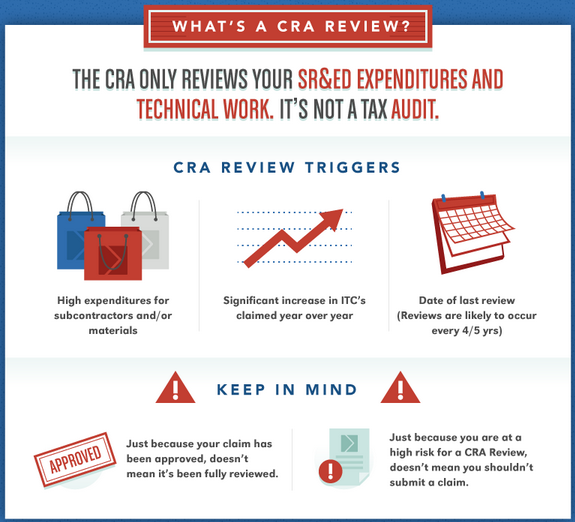 WHAT'S A CRA REVIEW?
THE CRA ONLY REVIEWS YOUR SR&ED EXPENDITURES AND
TECHNICAL WORK. IT'S NOT A TAX AUDIT.
CRA REVIEW TRIGGERS
High expenditures for
subcontractors and/or
materials
Significant increase in ITC's
claimed year over year
Date of last review
(Reviews are likely to occur
every 4/5 yrs)
KEEP IN MIND
APPROVED
Just because your claim has
been approved, doesn't
mean it's been fully reviewed.
Just because you are at a
high risk for a CRA Review,
doesn't mean you shouldn't
submit a claim.